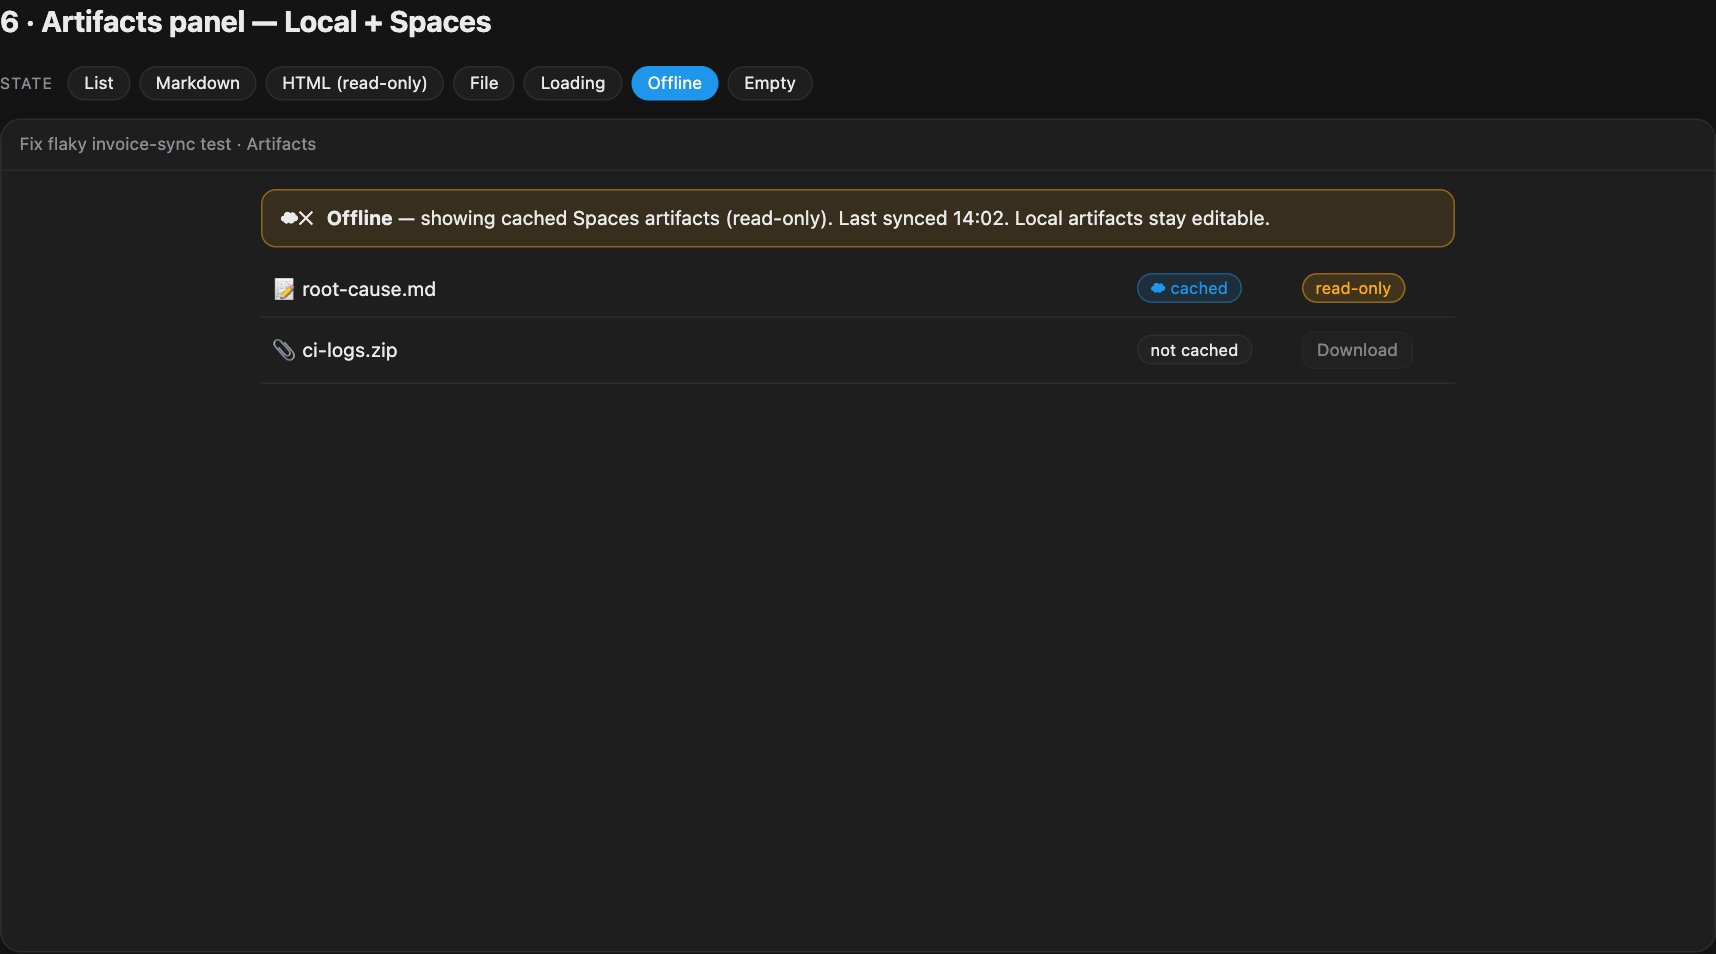 6 · Artifacts panel — Local + Spaces
STATE List Markdown HTML (read-only) File Loading Offline Empty
Fix flaky invoice-sync test · Artifacts
Offline — showing cached Spaces artifacts (read-only). Last synced 14:02. Local artifacts stay editable.
root-cause.md cached read-only
ci-logs.zip not cached Download